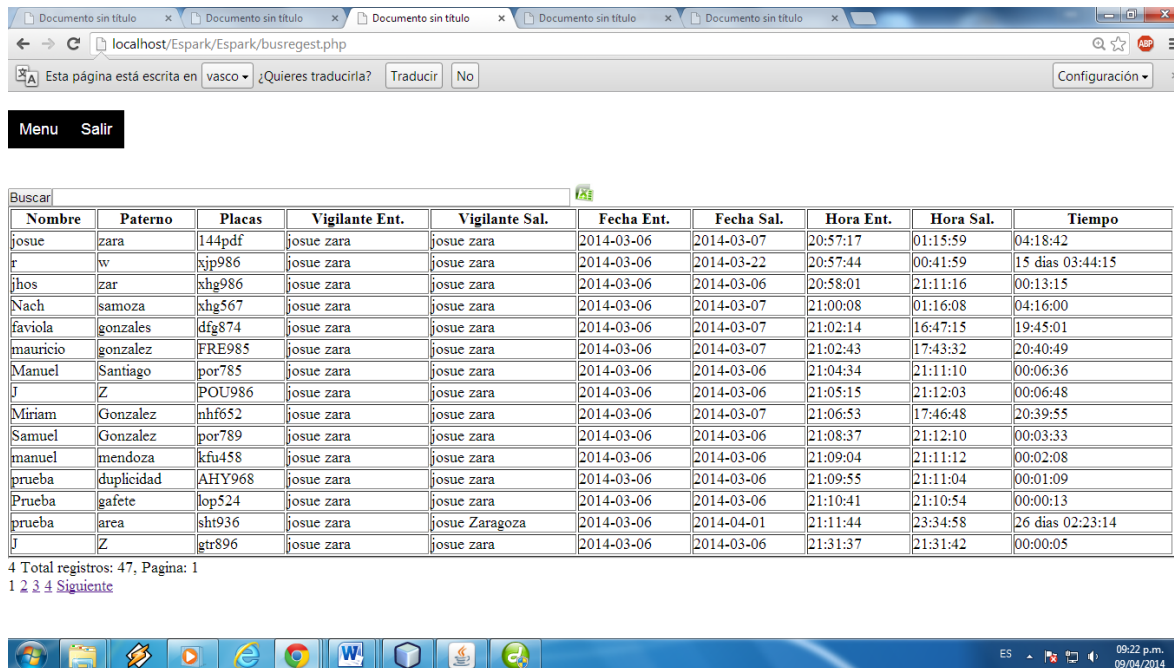 Documento sin título Documento sin título Documento sin título Documento sin título Documento sin título
localhost/Espark/Espark/busregest.php ABP
Esta página está escrita en vasco ¿Quieres traducirla? Traducir No Configuración
Menu Salir
Buscar
Nombre Paterno Placas Vigilante Ent. Vigilante Sal. Fecha Ent. Fecha Sal. Hora Ent. Hora Sal. Tiempo
josue zara 144pdf josue zara josue zara 2014-03-06 2014-03-07 20:57:17 01:15:59 04:18:42
r w xjp986 josue zara josue zara 2014-03-06 2014-03-22 20:57:44 00:41:59 15 dias 03:44:15
jhos zar xhg986 josue zara josue zara 2014-03-06 2014-03-06 20:58:01 21:11:16 00:13:15
Nach samoza xhg567 josue zara josue zara 2014-03-06 2014-03-07 21:00:08 01:16:08 04:16:00
faviola gonzales dfg874 josue zara josue zara 2014-03-06 2014-03-07 21:02:14 16:47:15 19:45:01
mauricio gonzalez FRE985 josue zara josue zara 2014-03-06 2014-03-07 21:02:43 17:43:32 20:40:49
Manuel Santiago por785 josue zara josue zara 2014-03-06 2014-03-06 21:04:34 21:11:10 00:06:36
J Z POU986 josue zara josue zara 2014-03-06 2014-03-06 21:05:15 21:12:03 00:06:48
Miriam Gonzalez nhf652 josue zara josue zara 2014-03-06 2014-03-07 21:06:53 17:46:48 20:39:55
Samuel Gonzalez por789 josue zara josue zara 2014-03-06 2014-03-06 21:08:37 21:12:10 00:03:33
manuel mendoza kfu458 josue zara josue zara 2014-03-06 2014-03-06 21:09:04 21:11:12 00:02:08
prueba duplicidad AHY968 josue zara josue zara 2014-03-06 2014-03-06 21:09:55 21:11:04 00:01:09
Prueba gafete lop524 josue zara josue zara 2014-03-06 2014-03-06 21:10:41 21:10:54 00:00:13
prueba area sht936 josue zara josue Zaragoza 2014-03-06 2014-04-01 21:11:44 23:34:58 26 dias 02:23:14
J Z gtr896 josue zara josue zara 2014-03-06 2014-03-06 21:31:37 21:31:42 00:00:05
4 Total registros: 47, Pagina: 1
1 2 3 4 Siguiente
ES 09:22 p.m.
09/04/2014